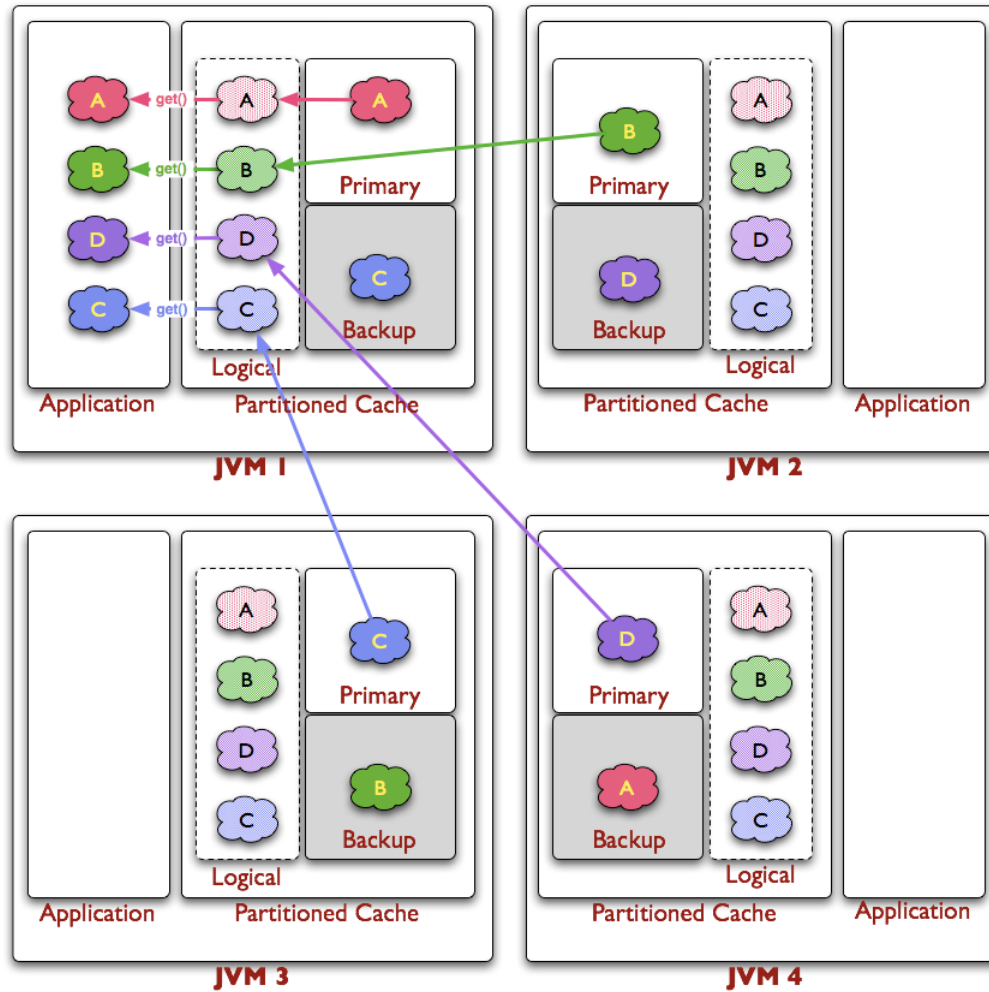 A get() A A
B get() B
Primary
D get() D
C get() C C
Backup
Logical
Application Partitioned Cache
JVM 1
A
B B
Primary
D D
C
Backup
Logical
Partitioned Cache Application
JVM 2
A
B C
Primary
D B
C
Backup
Logical
Application Partitioned Cache
JVM 3
D A
Primary B
A D
C
Backup
Logical
Partitioned Cache Application
JVM 4